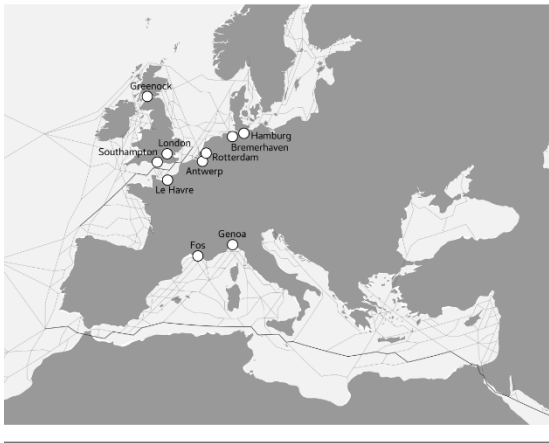 Greenock
London
Southampton
Hamburg
Bremerhaven
Rotterdam
Antwerp
Le Havre
Genoa
Fos